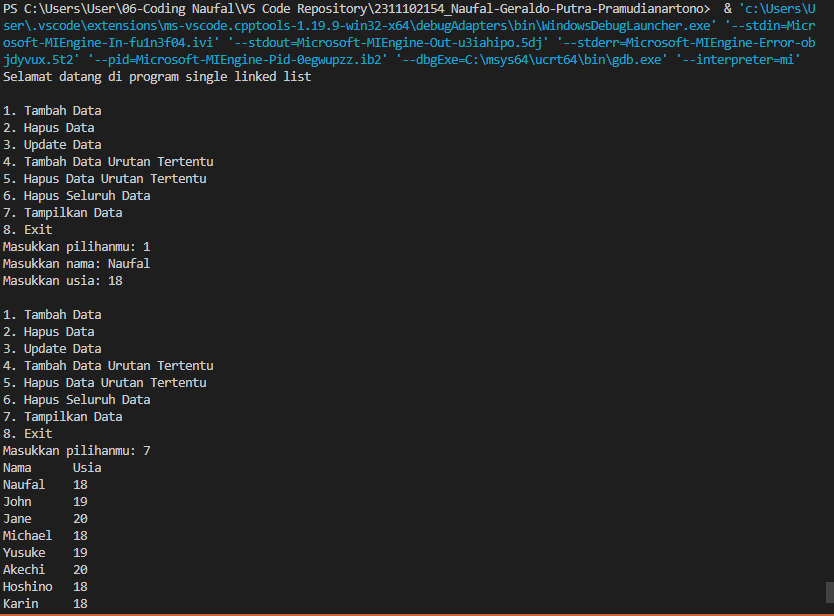 PS C:\Users\User\06-Coding Naufal\VS Code Repository\2311102154_Naufal-Geraldo-Putra-Pramudianartono>  & 'c:\Users\U
ser\.vscode\extensions\ms-vscode.cpptools-1.19.9-win32-x64\debugAdapters\bin\WindowsDebugLauncher.exe' '--stdin=Micr
osoft-MIEngine-In-fu1n3f04.ivi' '--stdout=Microsoft-MIEngine-Out-u3iahipo.5dj' '--stderr=Microsoft-MIEngine-Error-ob
jdyvux.5t2' '--pid=Microsoft-MIEngine-Pid-0egwupzz.ib2' '--dbgExe=C:\msys64\ucrt64\bin\gdb.exe' '--interpreter=mi'
Selamat datang di program single linked list

1. Tambah Data
2. Hapus Data
3. Update Data
4. Tambah Data Urutan Tertentu
5. Hapus Data Urutan Tertentu
6. Hapus Seluruh Data
7. Tampilkan Data
8. Exit
Masukkan pilihanmu: 1
Masukkan nama: Naufal
Masukkan usia: 18

1. Tambah Data
2. Hapus Data
3. Update Data
4. Tambah Data Urutan Tertentu
5. Hapus Data Urutan Tertentu
6. Hapus Seluruh Data
7. Tampilkan Data
8. Exit
Masukkan pilihanmu: 7
Nama      Usia
Naufal    18
John      19
Jane      20
Michael   18
Yusuke    19
Akechi    20
Hoshino   18
Karin     18